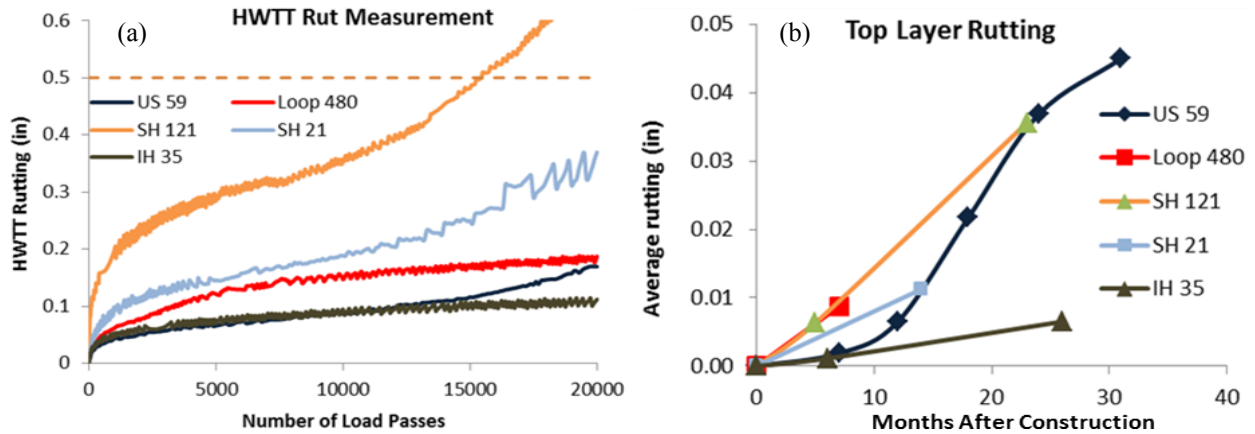 (a)
HWTT Rut Measurement
HWTT Rutting (in)
0.6
0.5
0.4
0.3
0.2
0.1
0
US 59
Loop 480
SH 121
SH 21
IH 35
0
5000
10000
15000
20000
Number of Load Passes
(b)
Top Layer Rutting
Average rutting (in)
0.05
0.04
0.03
0.02
0.01
0.00
US 59
Loop 480
SH 121
SH 21
IH 35
0
10
20
30
40
Months After Construction